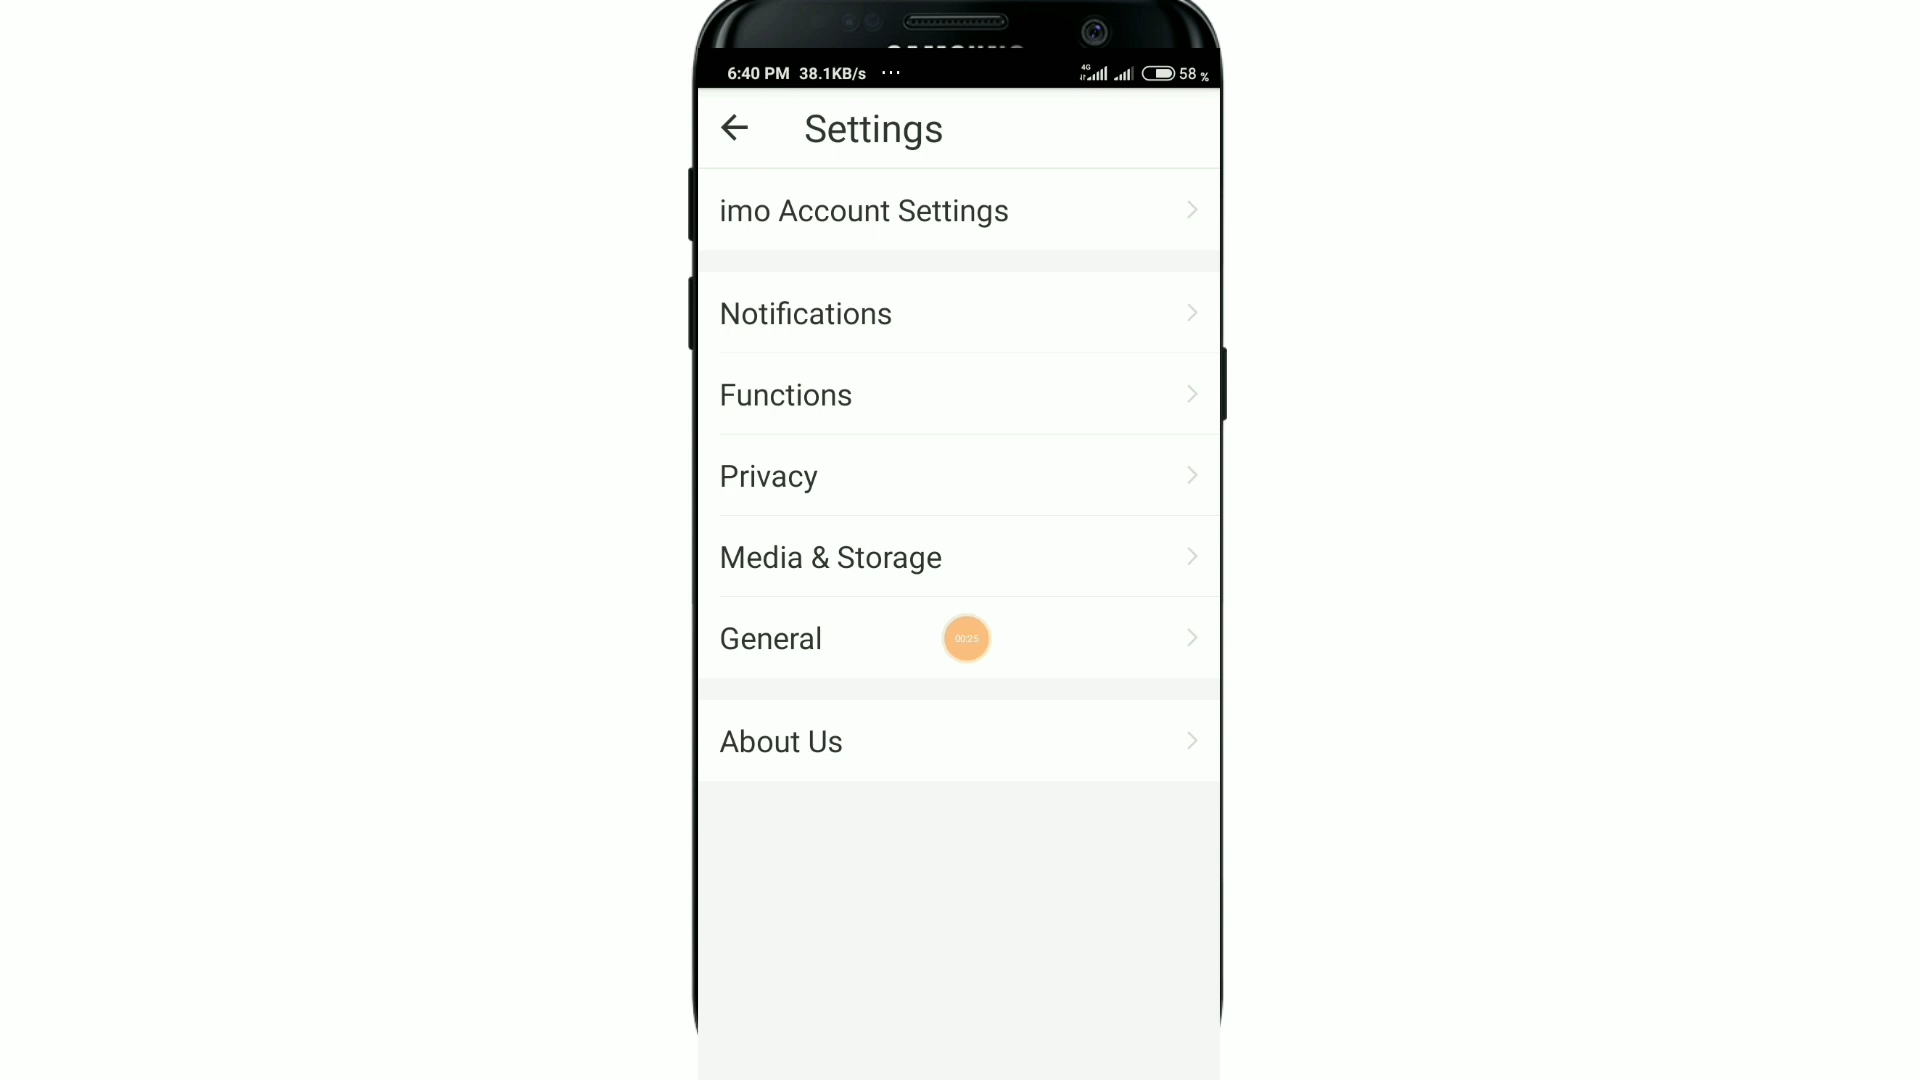 6:40 PM 38.1KB/s ... 4G 58 %
Settings
imo Account Settings
Notifications
Functions
Privacy
Media & Storage
General
00:25
About Us